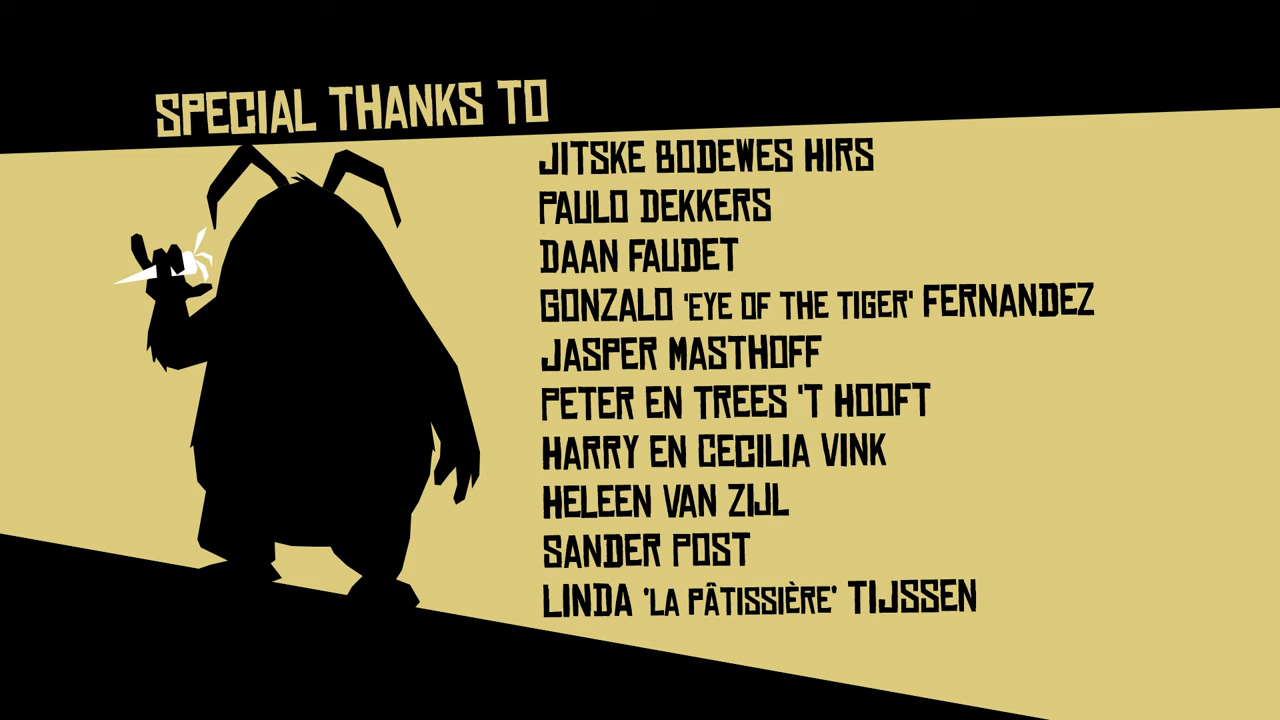 SPECIAL THANKS TO
JITSKE BODEWES HIRS
PAULO DEKKERS
DAAN FAUDET
GONZALO 'EYE OF THE TIGER' FERNANDEZ
JASPER MASTHOFF
PETER EN TREES 'T HOOFT
HARRY EN CECILIA VINK
HELEEN VAN ZIJL
SANDER POST
LINDA 'LA PÂTISSIÈRE' TIJSSEN